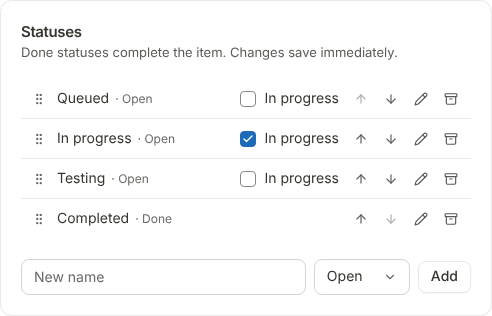 Statuses
Done statuses complete the item. Changes save immediately.
Queued · Open In progress
In progress · Open In progress
Testing · Open In progress
Completed · Done
New name Open Add